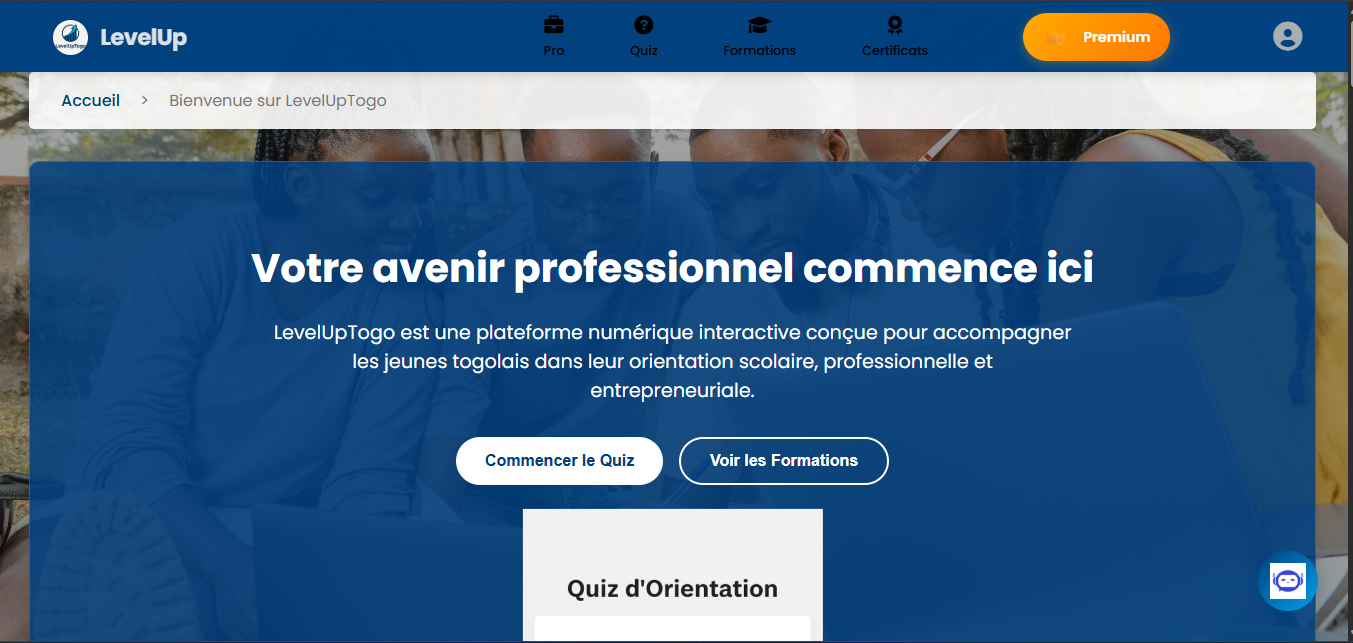 LevelUpTogo
LevelUp
Pro
Quiz
Formations
Certificats
Premium
Accueil > Bienvenue sur LevelUpTogo
Votre avenir professionnel commence ici
LevelUpTogo est une plateforme numérique interactive conçue pour accompagner
les jeunes togolais dans leur orientation scolaire, professionnelle et
entrepreneuriale.
Commencer le Quiz
Voir les Formations
Quiz d'Orientation